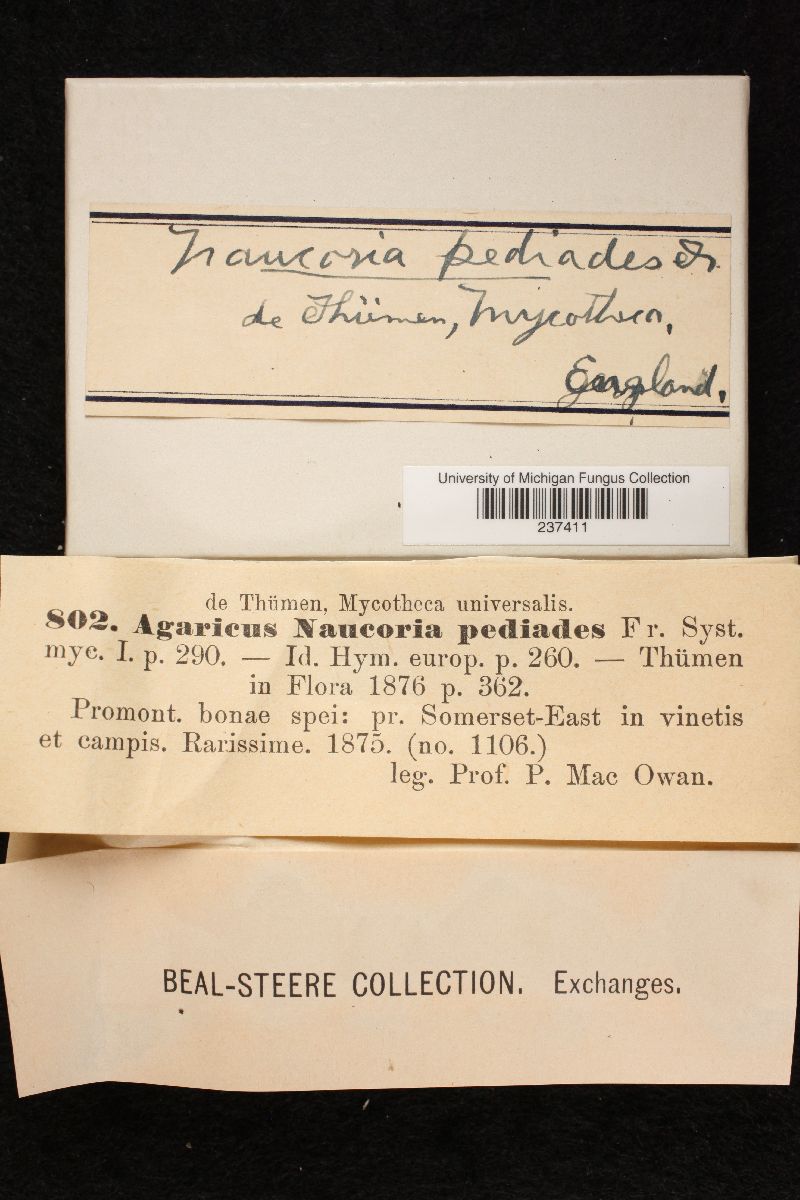 Naucoria pediades Fr.
de Thümen, Mycotheca,
England.
University of Michigan Fungus Collection
237411
de Thümen, Mycotheca universalis.
802. Agaricus Naucoria pediades Fr. Syst.
myc. I. p. 290. — Id. Hym. europ. p. 260. — Thümen
in Flora 1876 p. 362.
Promont. bonae spei: pr. Somerset-East in vinetis
et campis. Rarissime. 1875. (no. 1106.)
leg. Prof. P. Mac Owan.
BEAL-STEERE COLLECTION. Exchanges.